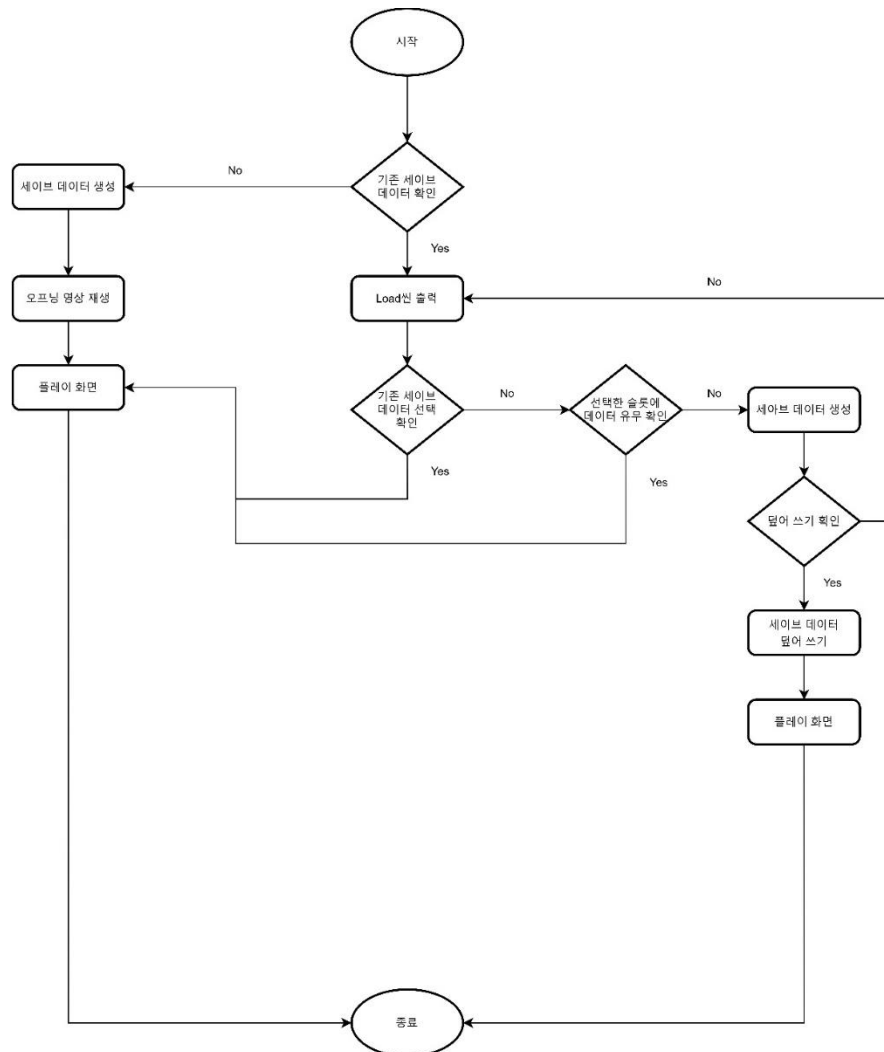 시작
기존 세이브
데이터 확인
No
세이브 데이터 생성
Yes
오프닝 영상 재생
Load씬 출력
No
플레이 화면
기존 세이브
데이터 선택
확인
No
선택한 슬롯에
데이터 유무 확인
No
세아브 데이터 생성
Yes
Yes
덮어 쓰기 확인
Yes
세이브 데이터
덮어 쓰기
플레이 화면
종료